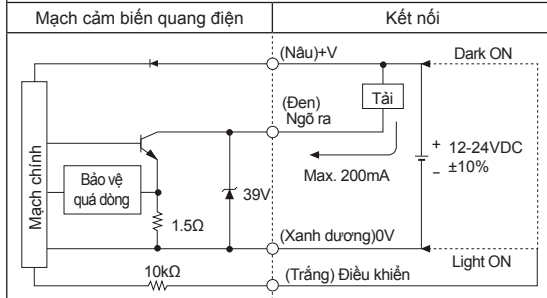 Mạch cảm biến quang điện
Kết nối
(Nâu)+V
Dark ON
(Đen)
Ngõ ra
Tải
Mạch chính
Bảo vệ
quá dòng
1.5Ω
39V
Max. 200mA
+ 12-24VDC
− ±10%
(Xanh dương)0V
Light ON
10kΩ
(Trắng) Điều khiển